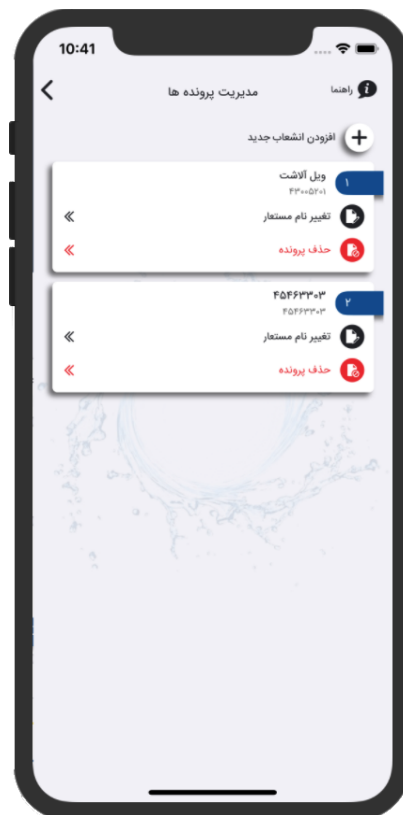 10:41
راهنما
مدیریت پرونده ها
افزودن انشعاب جدید
۱
ویل آلاشت
۴۳۰۰۵۲۰۱
تغییر نام مستعار
حذف پرونده
۲
۴۵۴۶۳۳۰۳
۴۵۴۶۳۳۰۳
تغییر نام مستعار
حذف پرونده